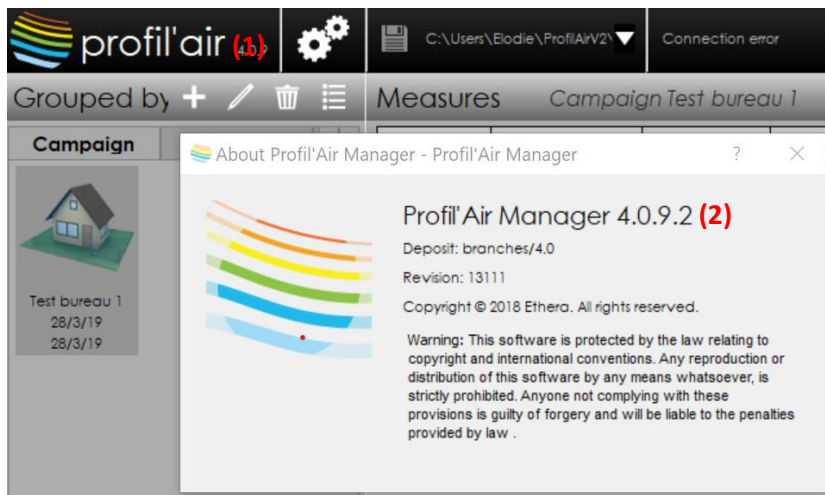 profil'air (1) 4.0.9
C:\Users\Elodie\ProfilAirV2\
Connection error
Grouped by
Measures Campaign Test bureau 1
Campaign
About Profil'Air Manager - Profil'Air Manager ?
Profil'Air Manager 4.0.9.2 (2)
Deposit: branches/4.0
Revision: 13111
Copyright © 2018 Ethera. All rights reserved.
Warning: This software is protected by the law relating to
copyright and international conventions. Any reproduction or
distribution of this software by any means whatsoever, is
strictly prohibited. Anyone not complying with these
provisions is guilty of forgery and will be liable to the penalties
provided by law .
Test bureau 1
28/3/19
28/3/19